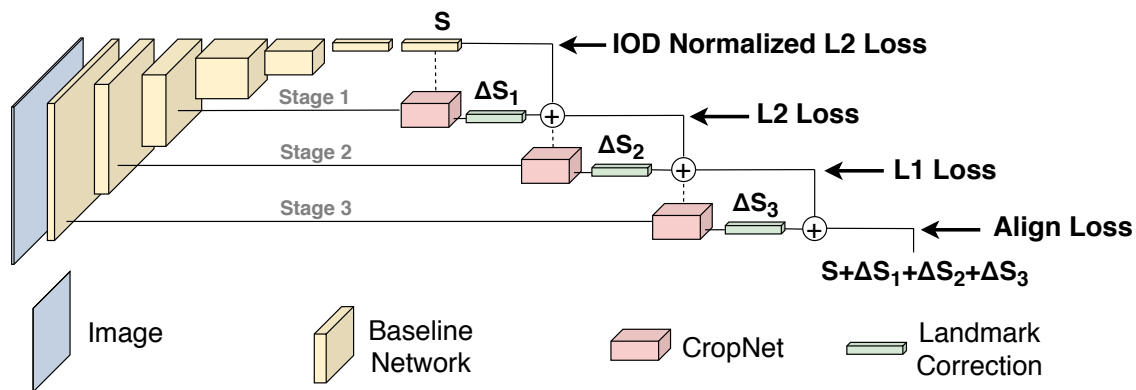 S
IOD Normalized L2 Loss
Stage 1
ΔS₁
+
L2 Loss
Stage 2
ΔS₂
+
L1 Loss
Stage 3
ΔS₃
+
Align Loss
S+ΔS₁+ΔS₂+ΔS₃
Image
Baseline
Network
CropNet
Landmark
Correction